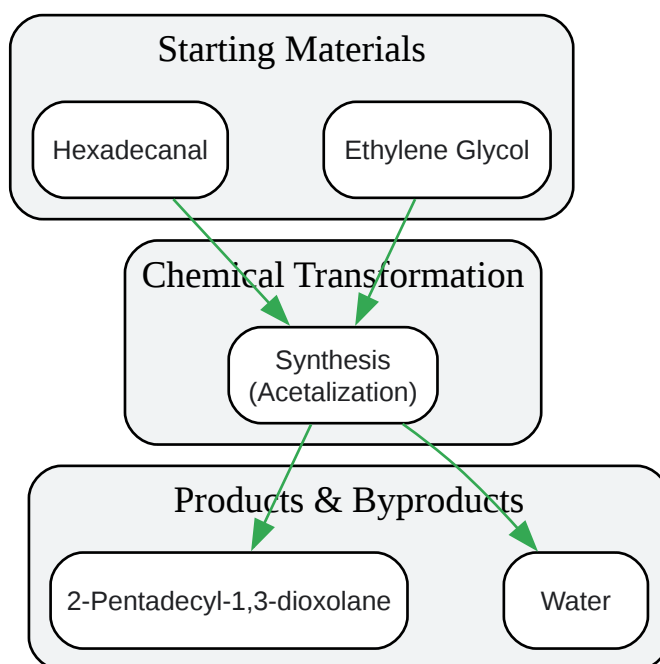 Starting Materials
Hexadecanal
Ethylene Glycol
Chemical Transformation
Synthesis
(Acetalization)
Products & Byproducts
2-Pentadecyl-1,3-dioxolane
Water